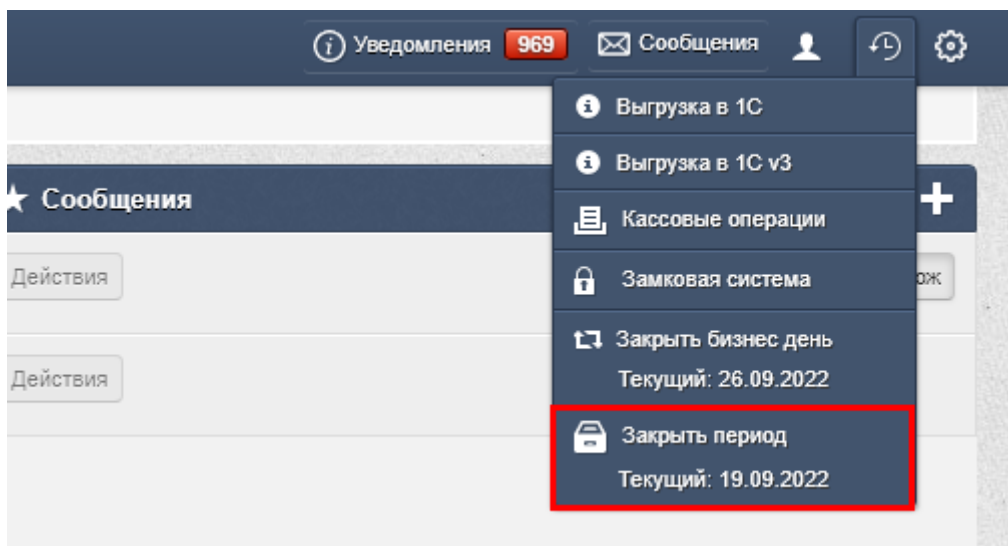 Уведомления 969 Сообщения
Выгрузка в 1С
Выгрузка в 1С v3
Сообщения
Кассовые операции
Действия
Замковая система
ож
Закрыть бизнес день
Текущий: 26.09.2022
Действия
Закрыть период
Текущий: 19.09.2022